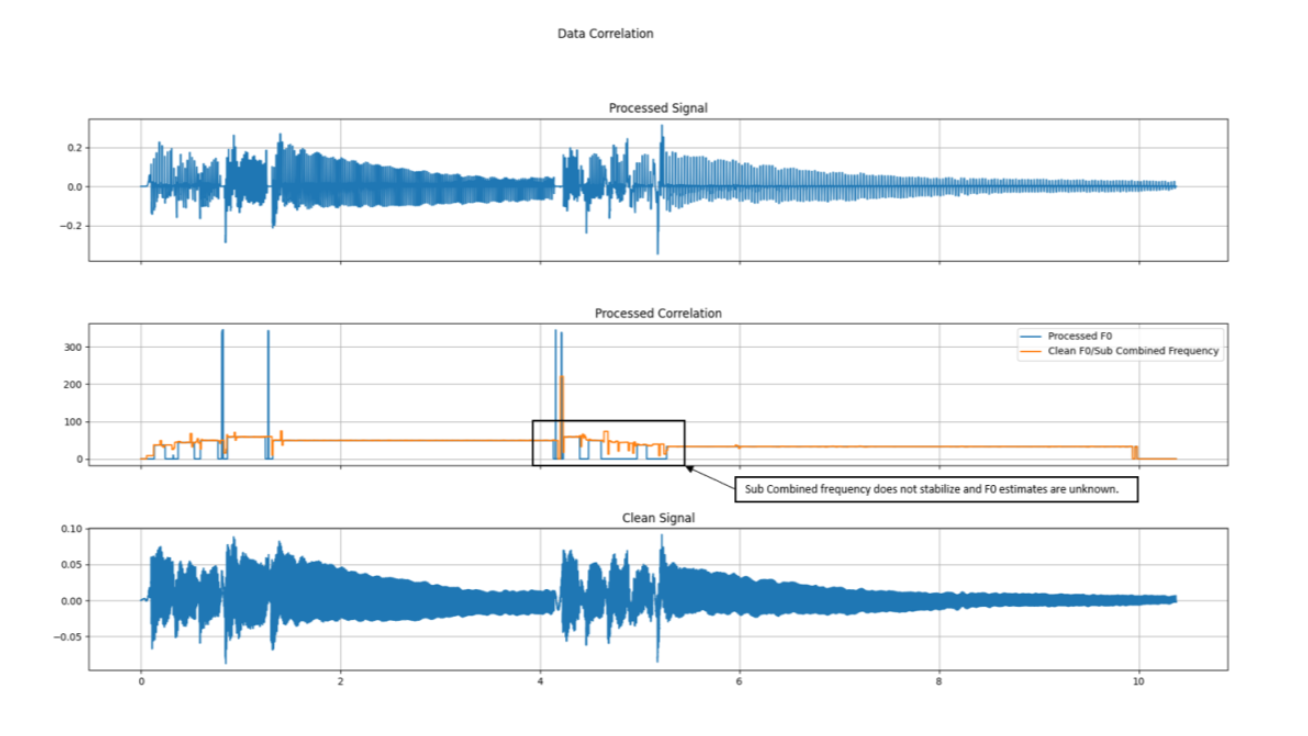 Data Correlation
Processed Signal
0.2
0.0
−0.2
Processed Correlation
300
200
100
0
Processed F0
Clean F0/Sub Combined Frequency
Sub Combined frequency does not stabilize and F0 estimates are unknown.
Clean Signal
0.10
0.05
0.00
−0.05
0 2 4 6 8 10